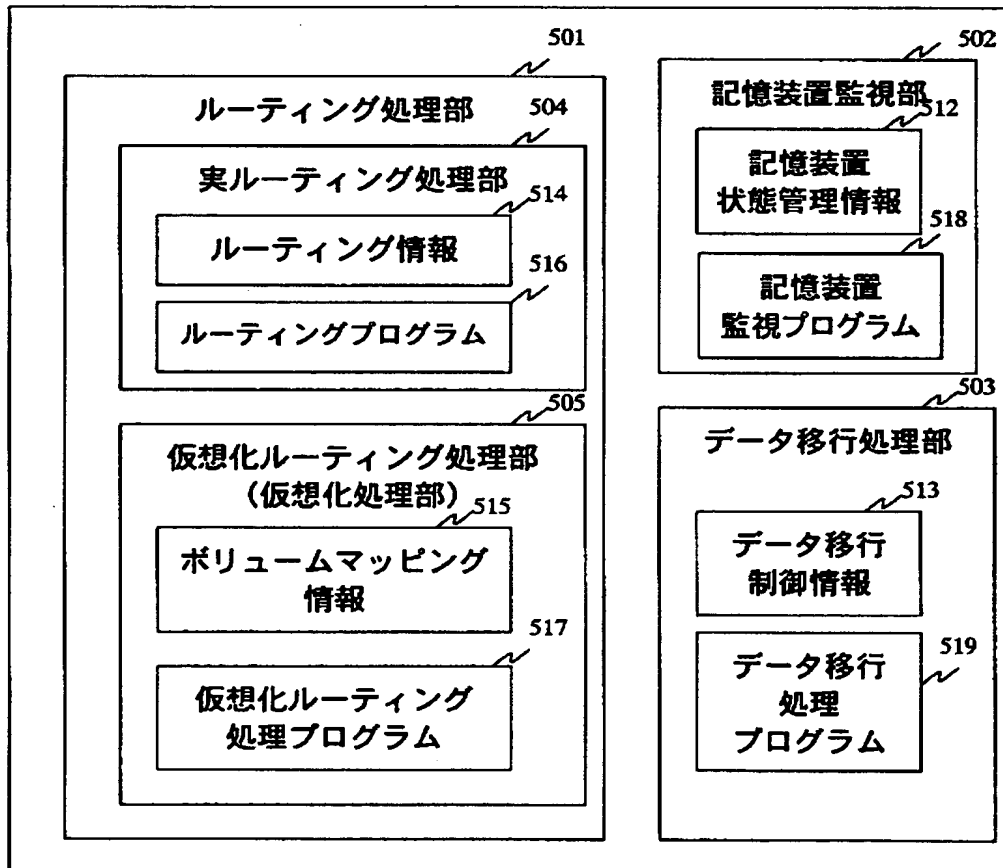 501
ルーティング処理部
504
実ルーティング処理部
514
ルーティング情報
516
ルーティングプログラム
505
仮想化ルーティング処理部
(仮想化処理部)
515
ボリュームマッピング
情報
517
仮想化ルーティング
処理プログラム
502
記憶装置監視部
512
記憶装置
状態管理情報
518
記憶装置
監視プログラム
503
データ移行処理部
513
データ移行
制御情報
519
データ移行
処理
プログラム